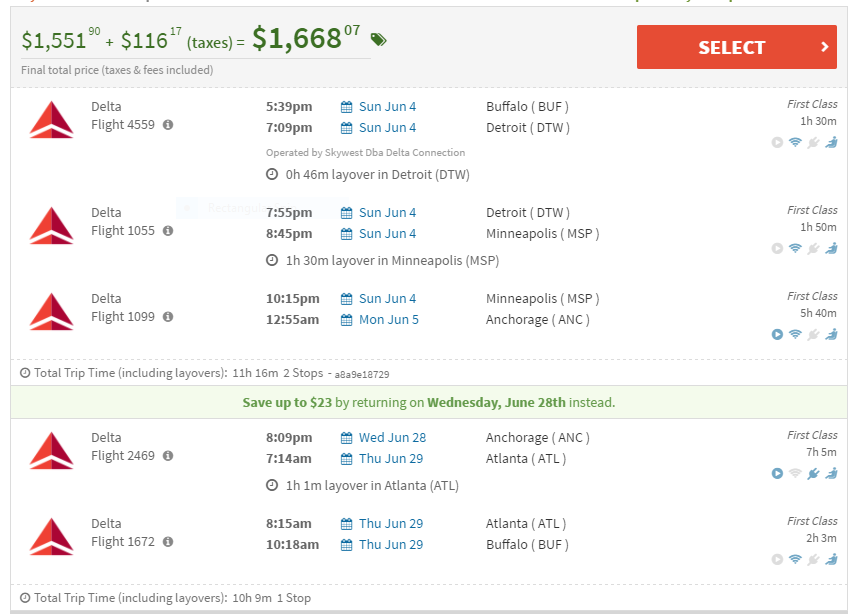 $1,551 90 + $116 17 (taxes) = $1,668 07
Final total price (taxes & fees included)
SELECT
Delta 5:39pm Sun Jun 4 Buffalo ( BUF ) First Class
Flight 4559 7:09pm Sun Jun 4 Detroit ( DTW ) 1h 30m
Operated by Skywest Dba Delta Connection
0h 46m layover in Detroit (DTW)
Delta 7:55pm Sun Jun 4 Detroit ( DTW ) First Class
Flight 1055 8:45pm Sun Jun 4 Minneapolis ( MSP ) 1h 50m
1h 30m layover in Minneapolis (MSP)
Delta 10:15pm Sun Jun 4 Minneapolis ( MSP ) First Class
Flight 1099 12:55am Mon Jun 5 Anchorage ( ANC ) 5h 40m
Total Trip Time (including layovers): 11h 16m 2 Stops - a8a9e18729
Save up to $23 by returning on Wednesday, June 28th instead.
Delta 8:09pm Wed Jun 28 Anchorage ( ANC ) First Class
Flight 2469 7:14am Thu Jun 29 Atlanta ( ATL ) 7h 5m
1h 1m layover in Atlanta (ATL)
Delta 8:15am Thu Jun 29 Atlanta ( ATL ) First Class
Flight 1672 10:18am Thu Jun 29 Buffalo ( BUF ) 2h 3m
Total Trip Time (including layovers): 10h 9m 1 Stop